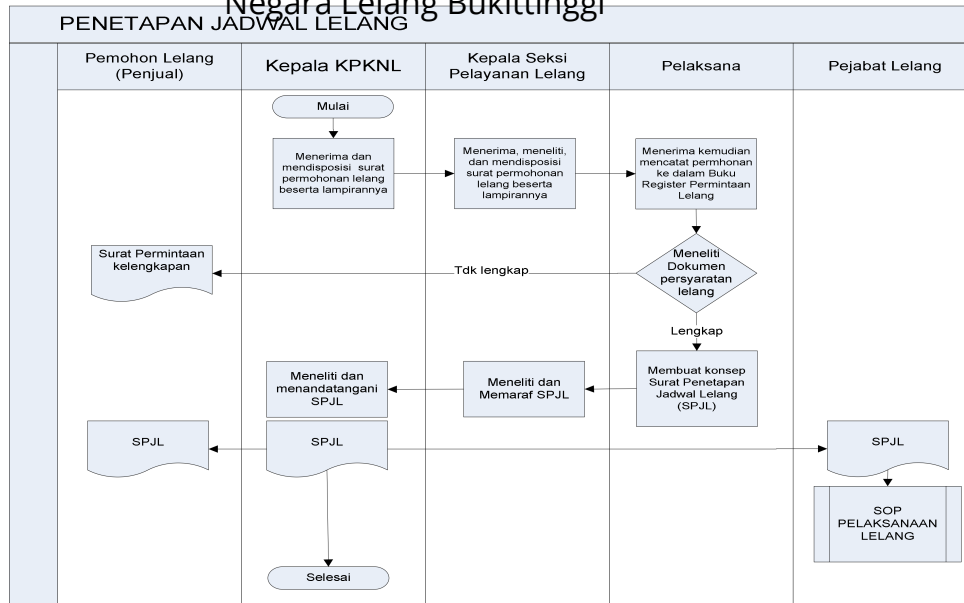 Negara Lelang Bukittinggi
PENETAPAN JADWAL LELANG
Pemohon Lelang
(Penjual)
Kepala KPKNL
Kepala Seksi
Pelayanan Lelang
Pelaksana
Pejabat Lelang
Mulai
Menerima dan
mendisposisi surat
permohonan lelang
beserta lampirannya
Menerima, meneliti,
dan mendisposisi
surat permohonan
lelang beserta
lampirannya
Menerima kemudian
mencatat permhonan
ke dalam Buku
Register Permintaan
Lelang
Surat Permintaan
kelengkapan
Tdk lengkap
Meneliti
Dokumen
persyaratan
lelang
Lengkap
Meneliti dan
menandatangani
SPJL
Meneliti dan
Memaraf SPJL
Membuat konsep
Surat Penetapan
Jadwal Lelang
(SPJL)
SPJL
SPJL
SPJL
SOP
PELAKSANAAN
LELANG
Selesai